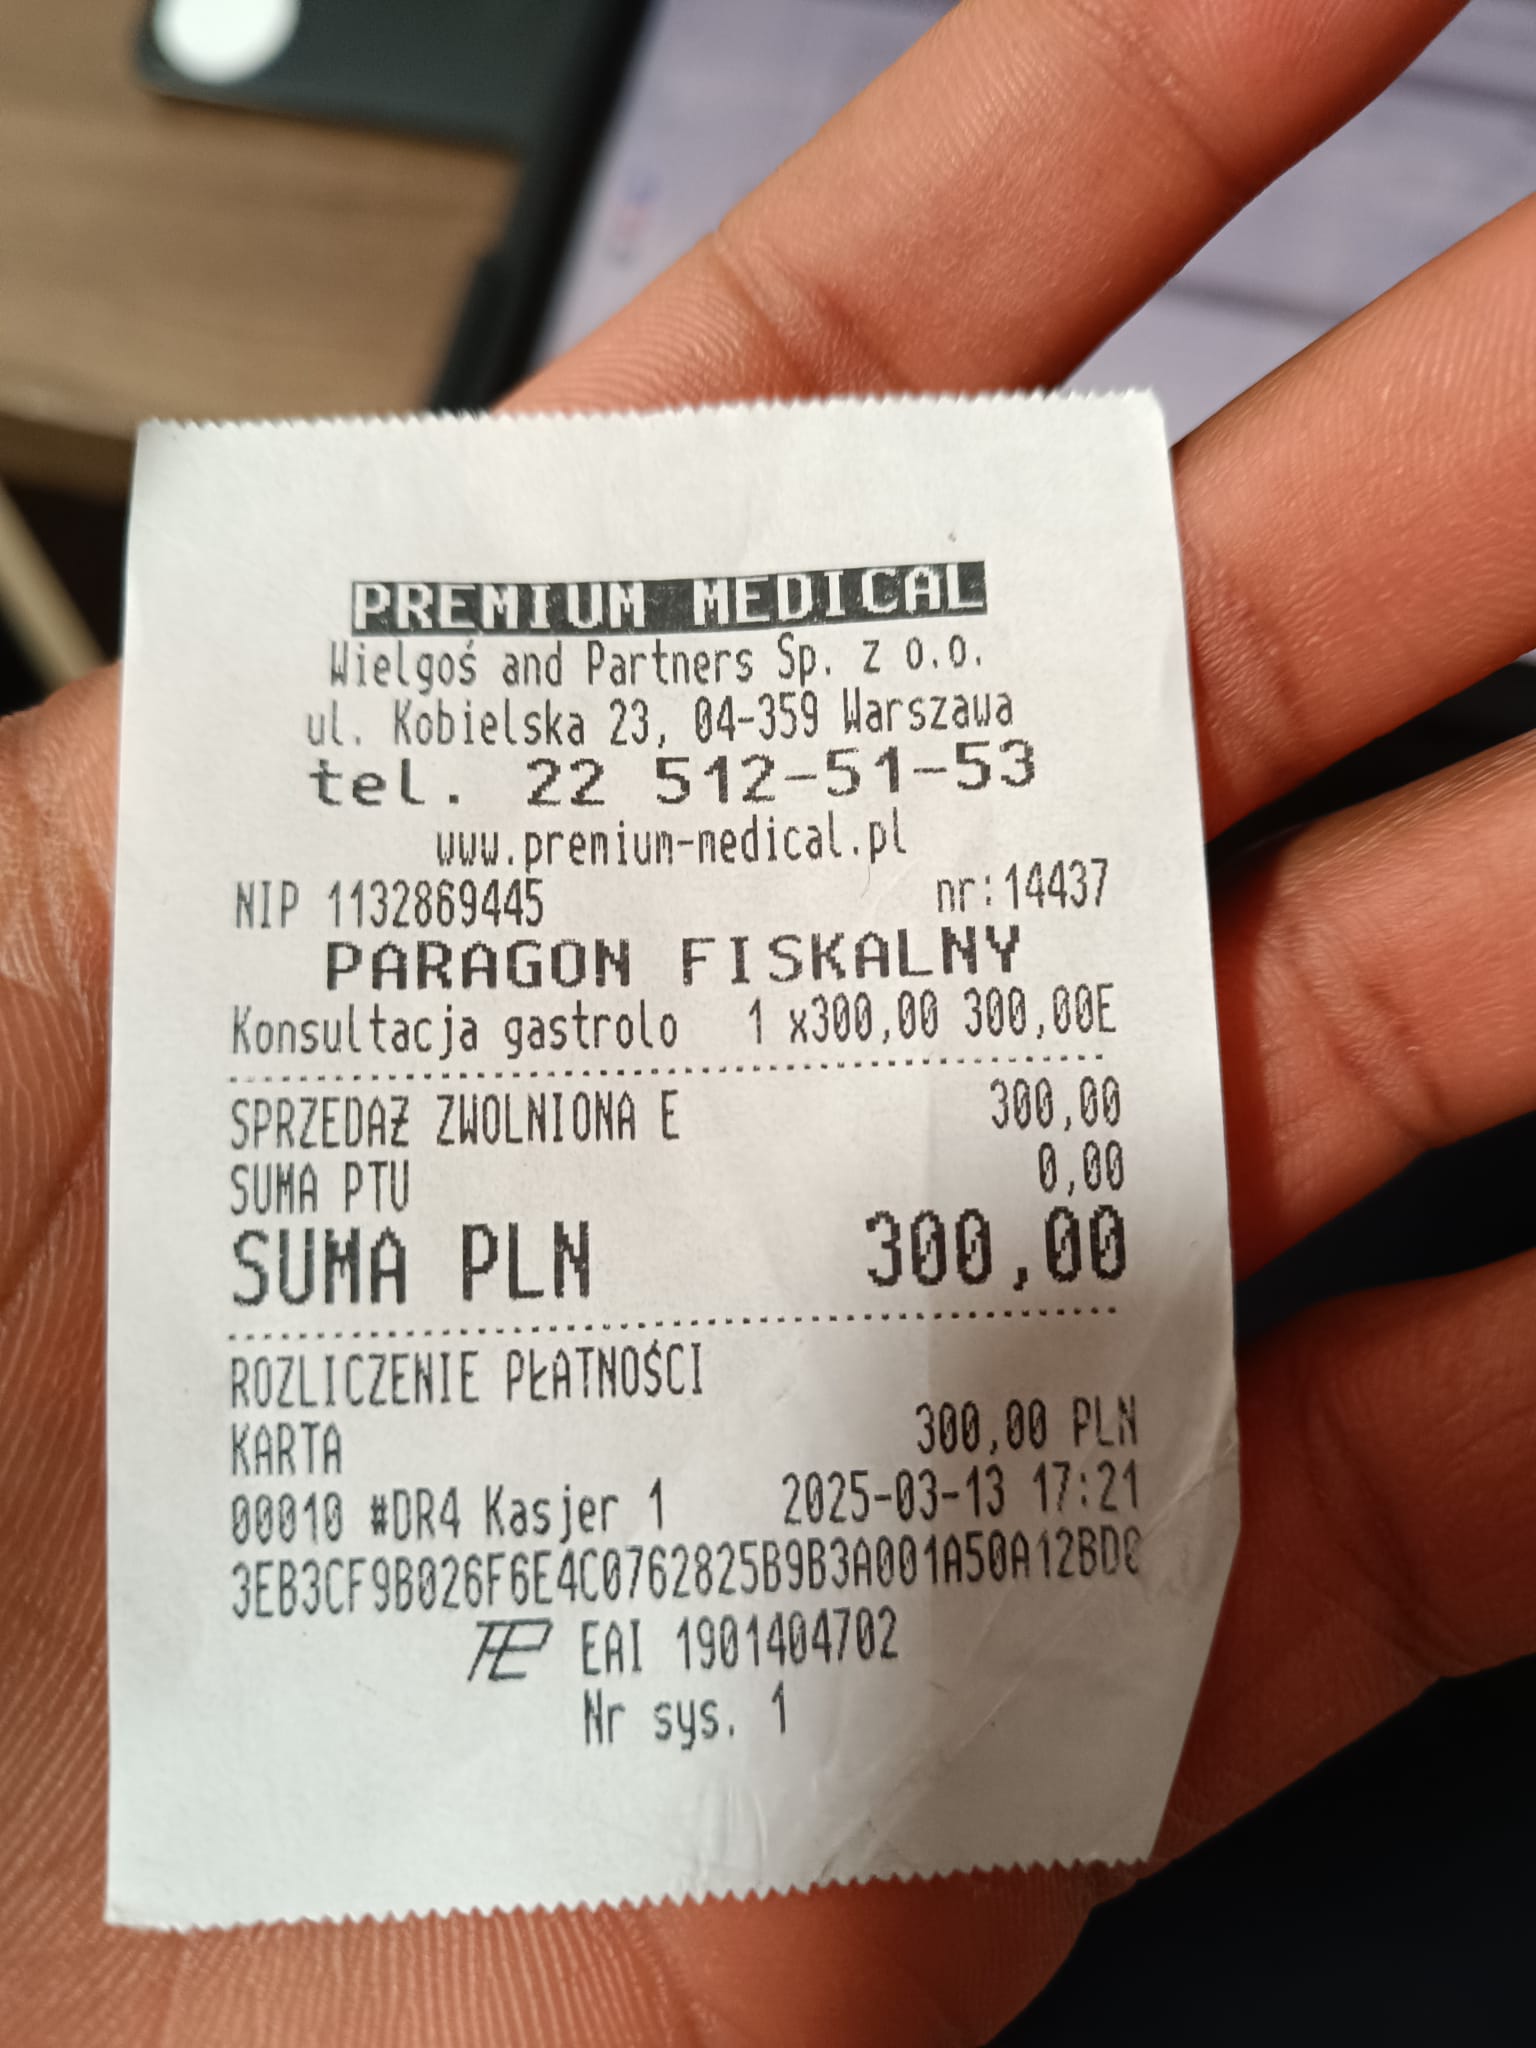 PREMIUM MEDICAL
Wielgoś and Partners Sp. z o.o.
ul. Kobielska 23, 04-359 Warszawa
tel. 22 512-51-53
www.premium-medical.pl
NIP 1132869445 nr:14437
PARAGON FISKALNY
Konsultacja gastrolo 1 x300,00 300,00E
SPRZEDAŻ ZWOLNIONA E 300,00
SUMA PTU 0,00
SUMA PLN 300,00
ROZLICZENIE PŁATNOŚCI
KARTA 300,00 PLN
00010 #DR4 Kasjer 1 2025-03-13 17:21
EAI 1901404702
Nr sys. 1